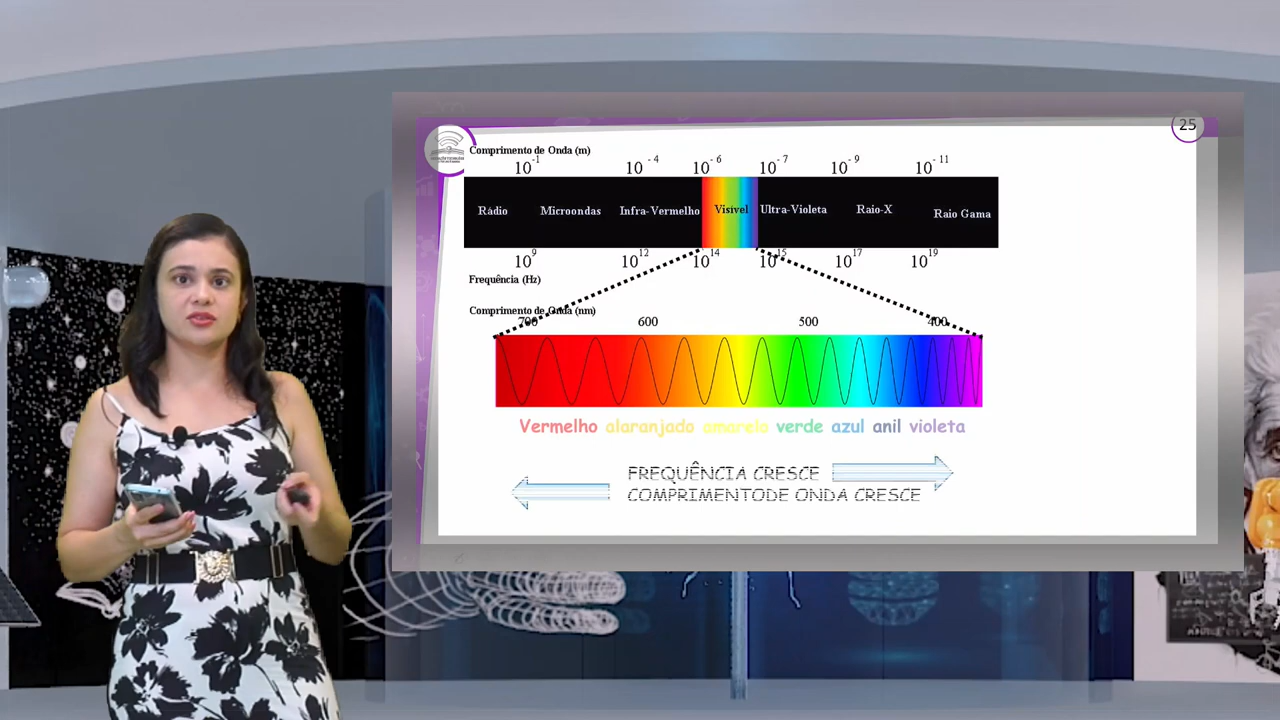 25
Comprimento de Onda (m)
10⁻¹ 10⁻⁴ 10⁻⁶ 10⁻⁷ 10⁻⁹ 10⁻¹¹
Rádio Microondas Infra-Vermelho Visível Ultra-Violeta Raio-X Raio Gama
10⁹ 10¹² 10¹⁴ 10¹⁵ 10¹⁷ 10¹⁹
Frequência (Hz)
Comprimento de Onda (nm)
700 600 500 400
Vermelho alaranjado amarelo verde azul anil violeta
FREQUÊNCIA CRESCE
COMPRIMENTODE ONDA CRESCE